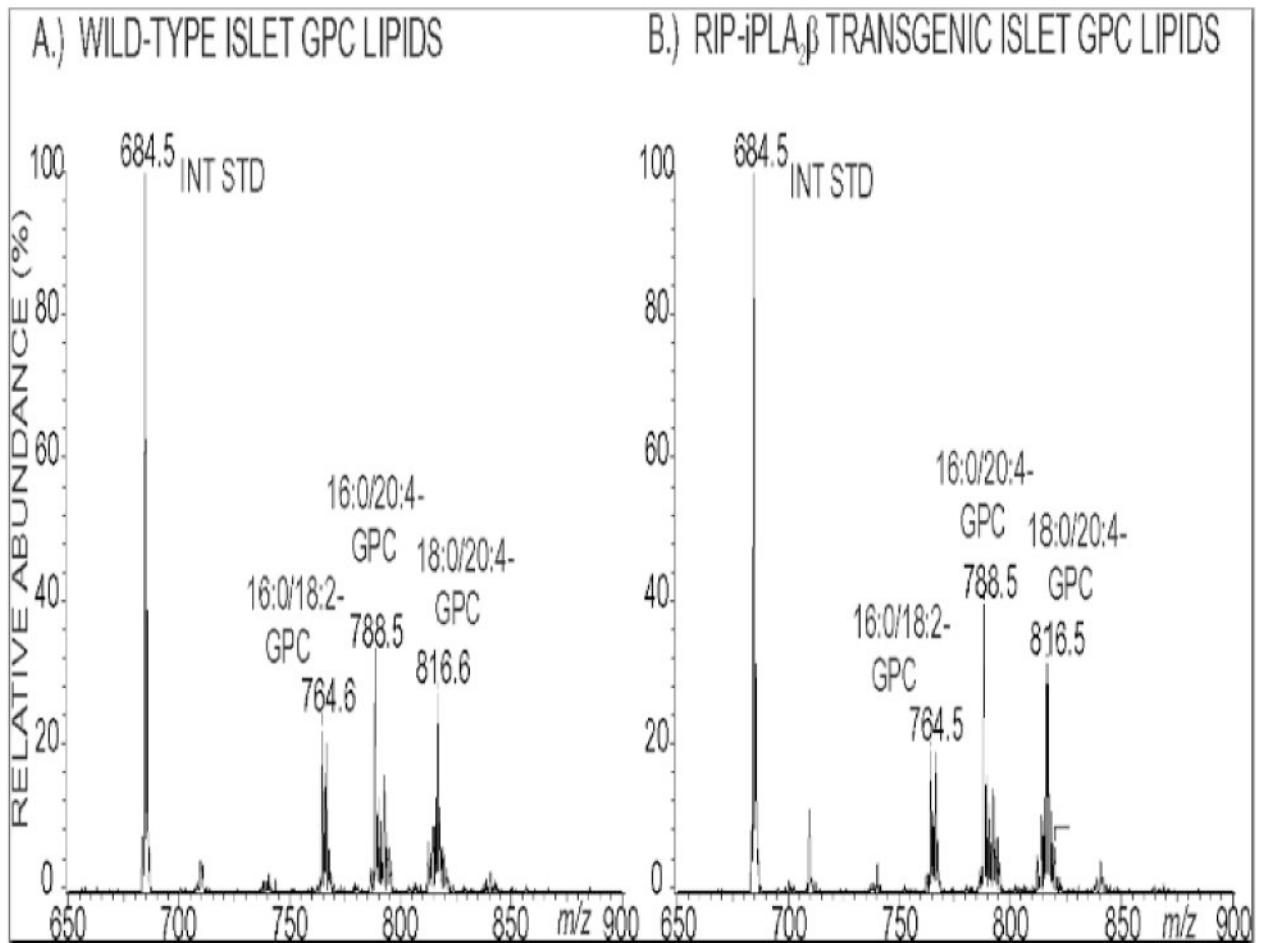 A.) WILD-TYPE ISLET GPC LIPIDS
684.5
INT STD
100
80
60
40
20
0
RELATIVE ABUNDANCE (%)
16:0/20:4-
GPC
788.5
18:0/20:4-
GPC
816.6
16:0/18:2-
GPC
764.6
650
700
750
800
850
m/z
900
B.) RIP-iPLA2β TRANSGENIC ISLET GPC LIPIDS
684.5
INT STD
100
80
60
40
20
0
16:0/20:4-
GPC
788.5
18:0/20:4-
GPC
816.5
16:0/18:2-
GPC
764.5
650
700
750
800
850
m/z
900